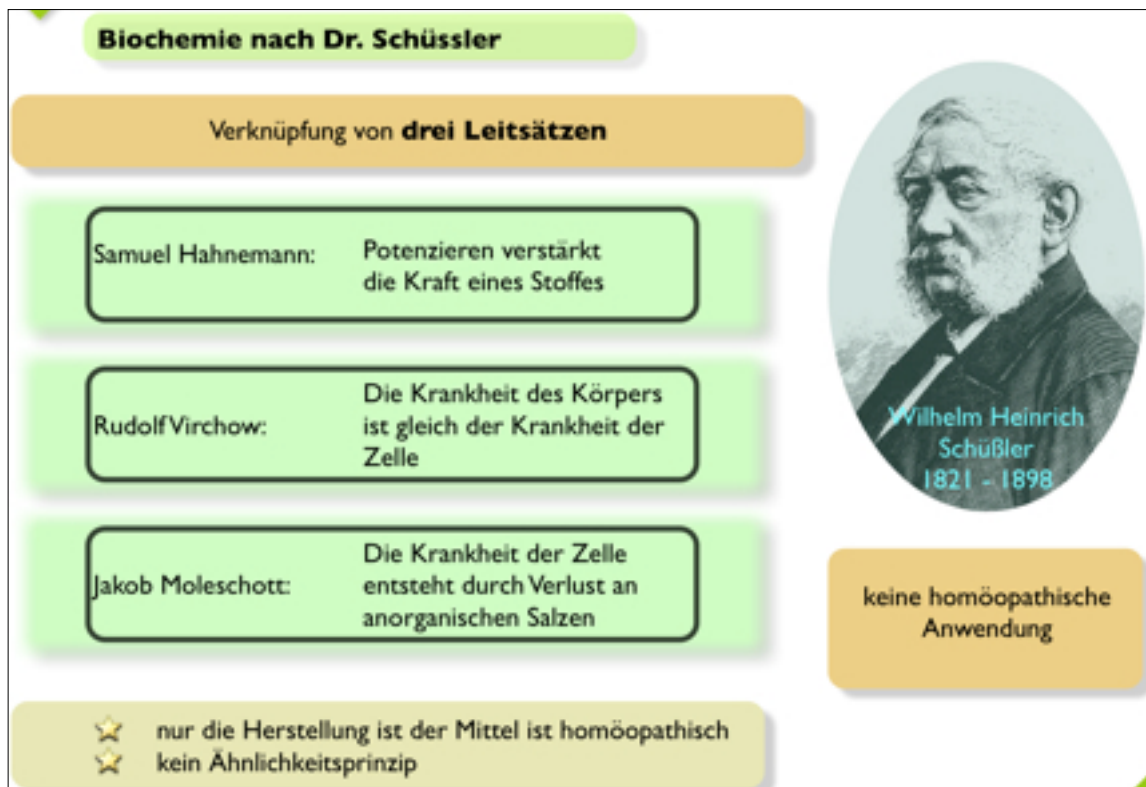 Biochemie nach Dr. Schüssler
Verknüpfung von drei Leitsätzen
Samuel Hahnemann:
Potenzieren verstärkt
die Kraft eines Stoffes
Rudolf Virchow:
Die Krankheit des Körpers
ist gleich der Krankheit der
Zelle
Jakob Moleschott:
Die Krankheit der Zelle
entsteht durch Verlust an
anorganischen Salzen
Wilhelm Heinrich
Schüßler
1821 - 1898
keine homöopathische
Anwendung
nur die Herstellung ist der Mittel ist homöopathisch
kein Ähnlichkeitsprinzip